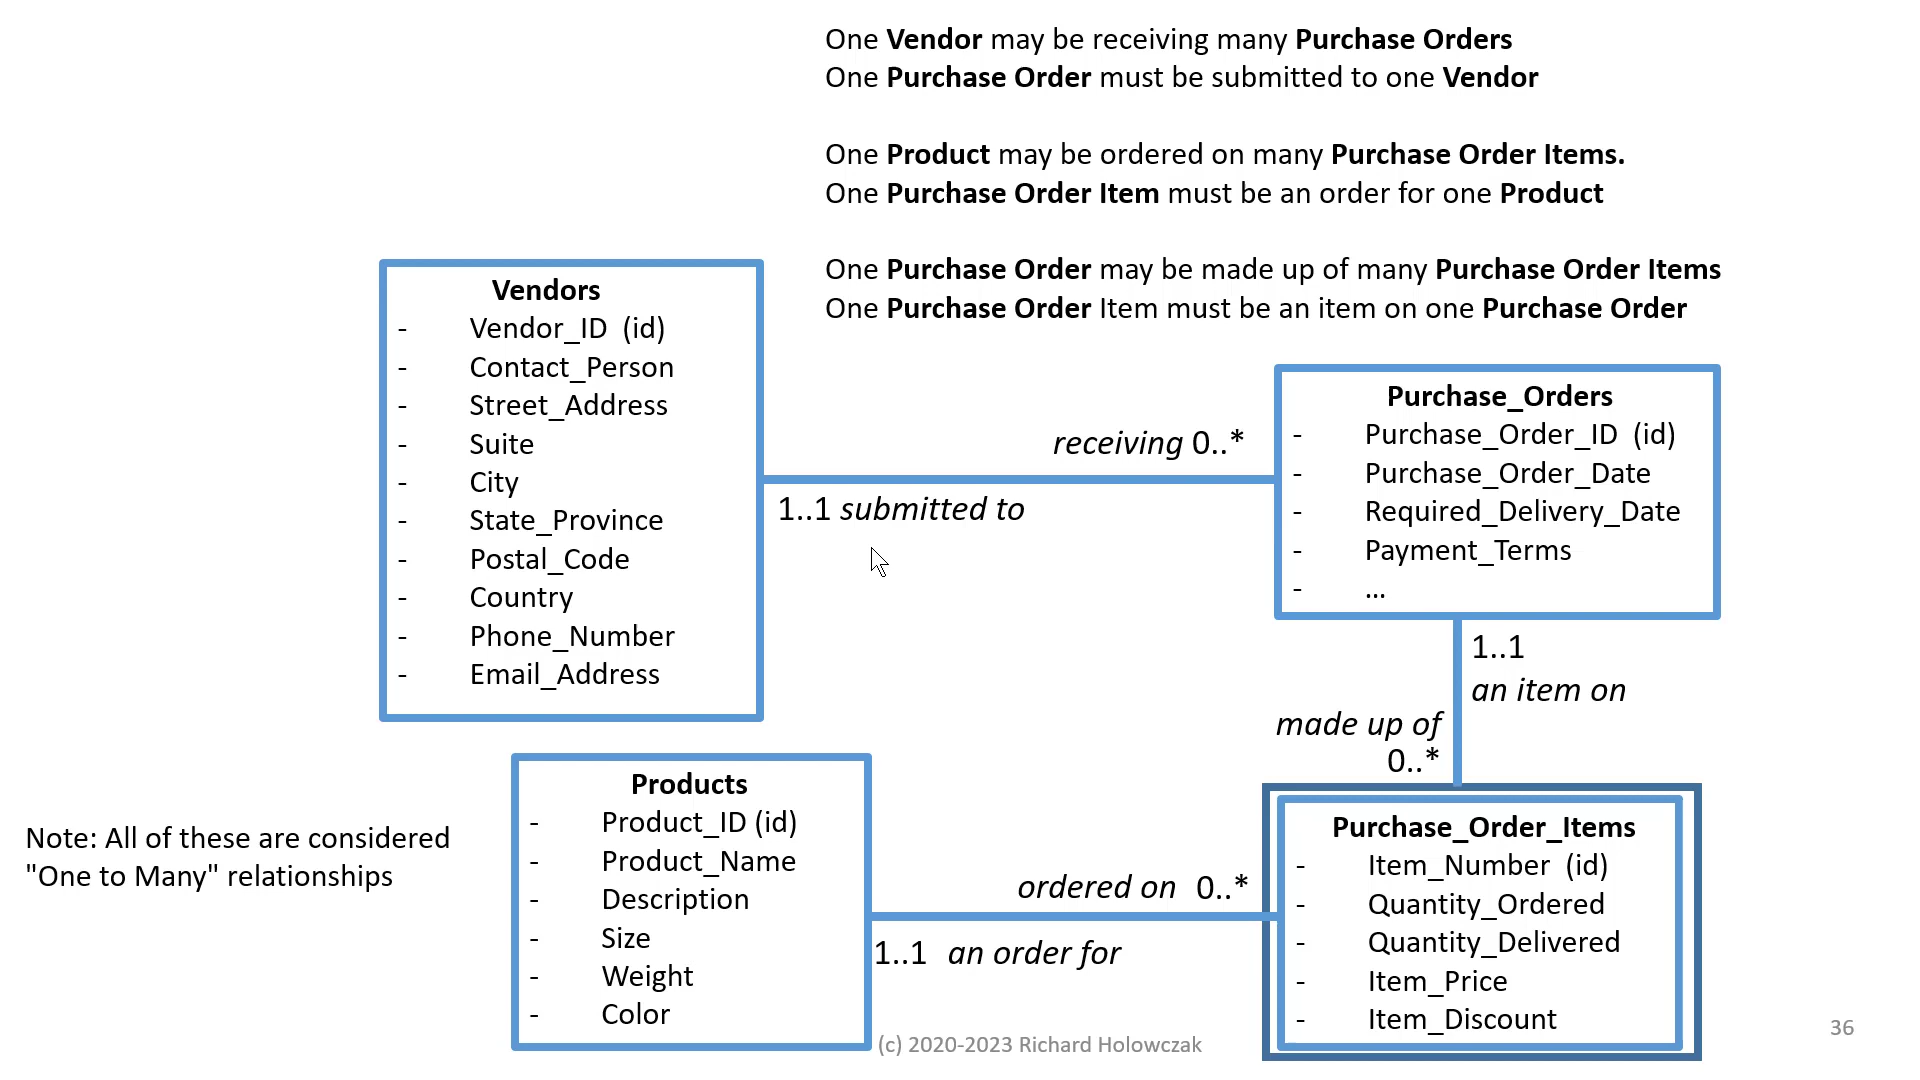 One Vendor may be receiving many Purchase Orders
One Purchase Order must be submitted to one Vendor
One Product may be ordered on many Purchase Order Items.
One Purchase Order Item must be an order for one Product
One Purchase Order may be made up of many Purchase Order Items
One Purchase Order Item must be an item on one Purchase Order
Vendors
- Vendor_ID (id)
- Contact_Person
- Street_Address
- Suite
- City
- State_Province
- Postal_Code
- Country
- Phone_Number
- Email_Address
receiving 0..*
1..1 submitted to
Purchase_Orders
- Purchase_Order_ID (id)
- Purchase_Order_Date
- Required_Delivery_Date
- Payment_Terms
- ...
1..1
an item on
made up of
0..*
Products
- Product_ID (id)
- Product_Name
- Description
- Size
- Weight
- Color
Note: All of these are considered
"One to Many" relationships
ordered on 0..*
1..1 an order for
Purchase_Order_Items
- Item_Number (id)
- Quantity_Ordered
- Quantity_Delivered
- Item_Price
- Item_Discount
(c) 2020-2023 Richard Holowczak
36